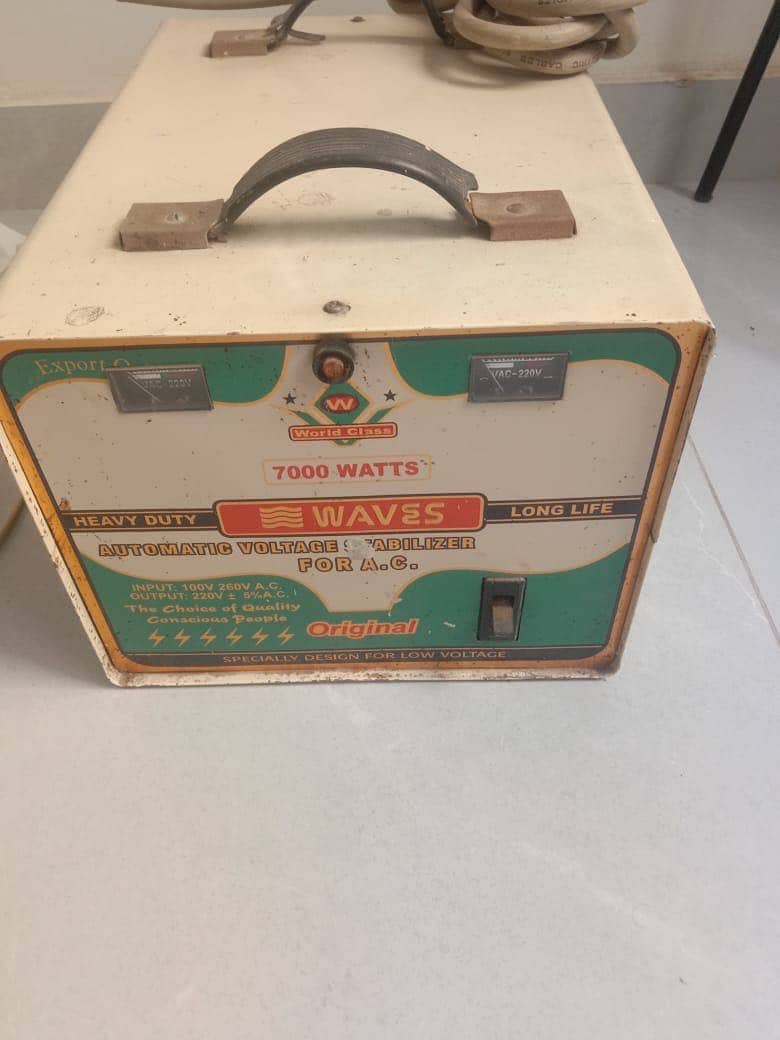 Export
VAC-220V
VAC-220V
W
World Class
7000 WATTS
HEAVY DUTY
WAVES
LONG LIFE
AUTOMATIC VOLTAGE STABILIZER
FOR A.C.
INPUT: 100V 260V A.C.
OUTPUT: 220V ± 5%A.C.
The Choice of Quality
Conscious People
Original
SPECIALLY DESIGN FOR LOW VOLTAGE
CABLES